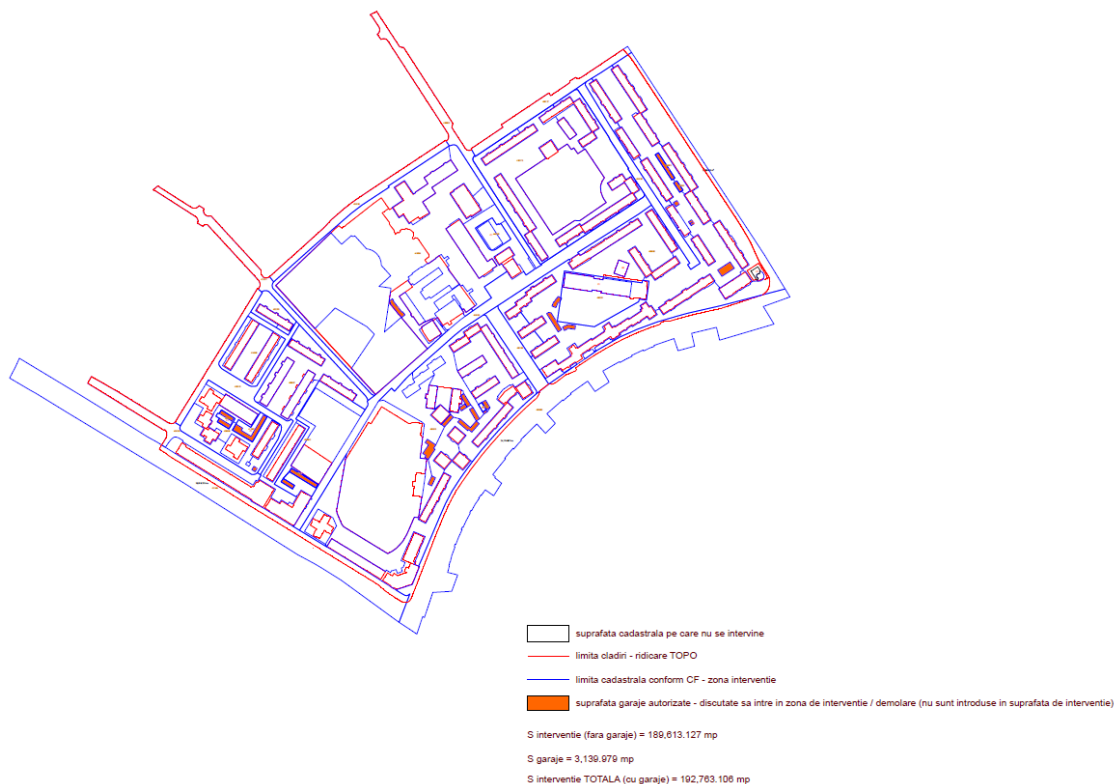 suprafata cadastrala pe care nu se intervine
limita cladiri - ridicare TOPO
limita cadastrala conform CF - zona interventie
suprafata garaje autorizate - discutate sa intre in zona de interventie / demolare (nu sunt introduse in suprafata de interventie)
S interventie (fara garaje) = 189,613.127 mp
S garaje = 3,139.979 mp
S interventie TOTALA (cu garaje) = 192,763.106 mp